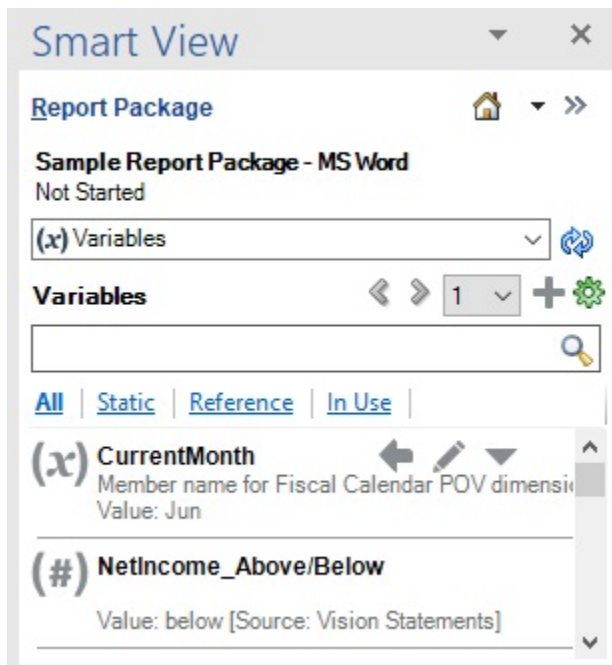 Smart View
Report Package
Sample Report Package - MS Word
Not Started
(x) Variables
Variables
1
All | Static | Reference | In Use |
(x) CurrentMonth
Member name for Fiscal Calendar POV dimensi
Value: Jun
(#) NetIncome_Above/Below
Value: below [Source: Vision Statements]